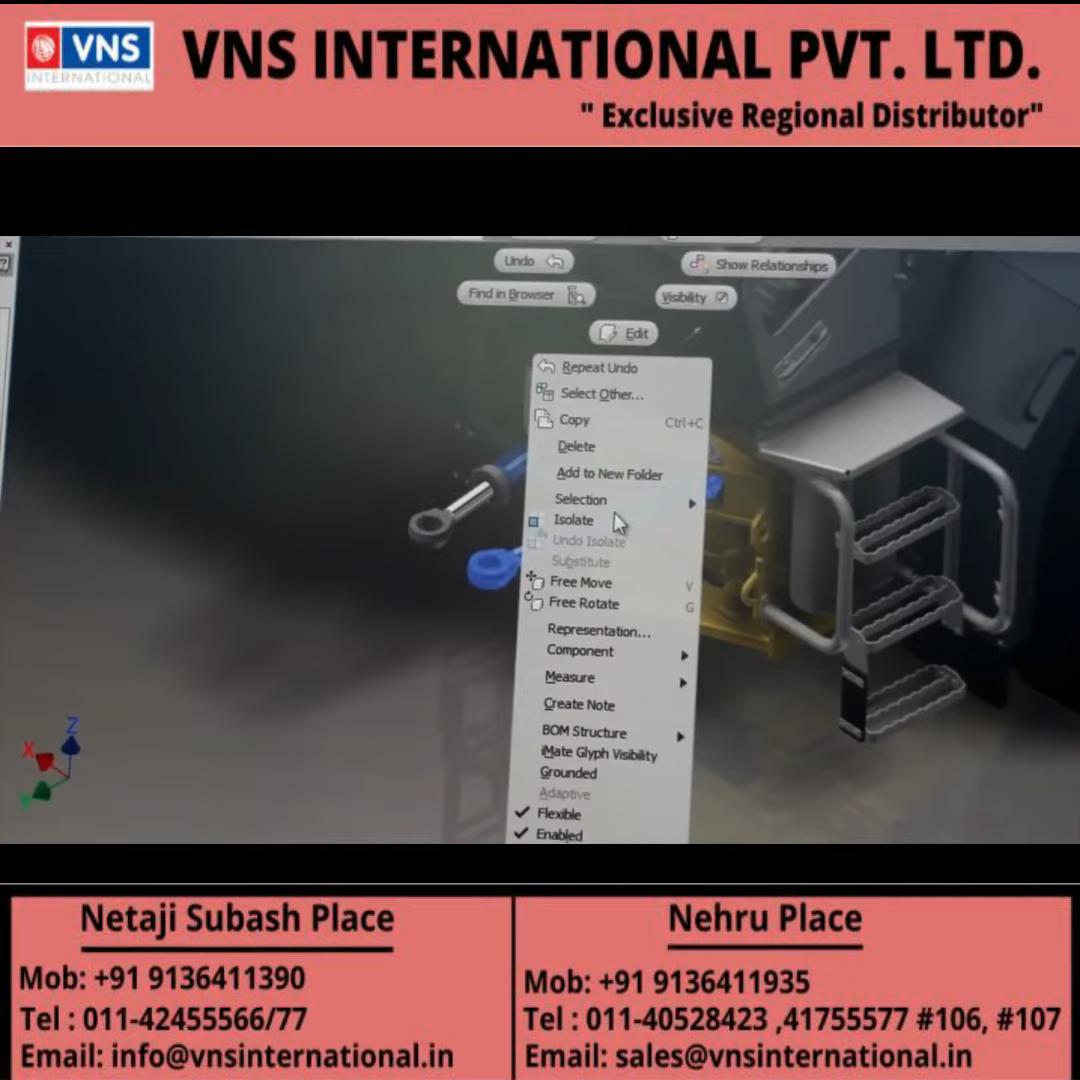 VNS
INTERNATIONAL
VNS INTERNATIONAL PVT. LTD.
" Exclusive Regional Distributor"
Undo
Show Relationships
Find in Browser
Visibility
Edit
Repeat Undo
Select Other...
Copy Ctrl+C
Delete
Add to New Folder
Selection
Isolate
Undo Isolate
Substitute
Free Move V
Free Rotate G
Representation...
Component
Measure
Create Note
BOM Structure
iMate Glyph Visibility
Grounded
Adaptive
Flexible
Enabled
Z
X
Y
Netaji Subash Place
Mob: +91 9136411390
Tel : 011-42455566/77
Email: info@vnsinternational.in
Nehru Place
Mob: +91 9136411935
Tel : 011-40528423 ,41755577 #106, #107
Email: sales@vnsinternational.in